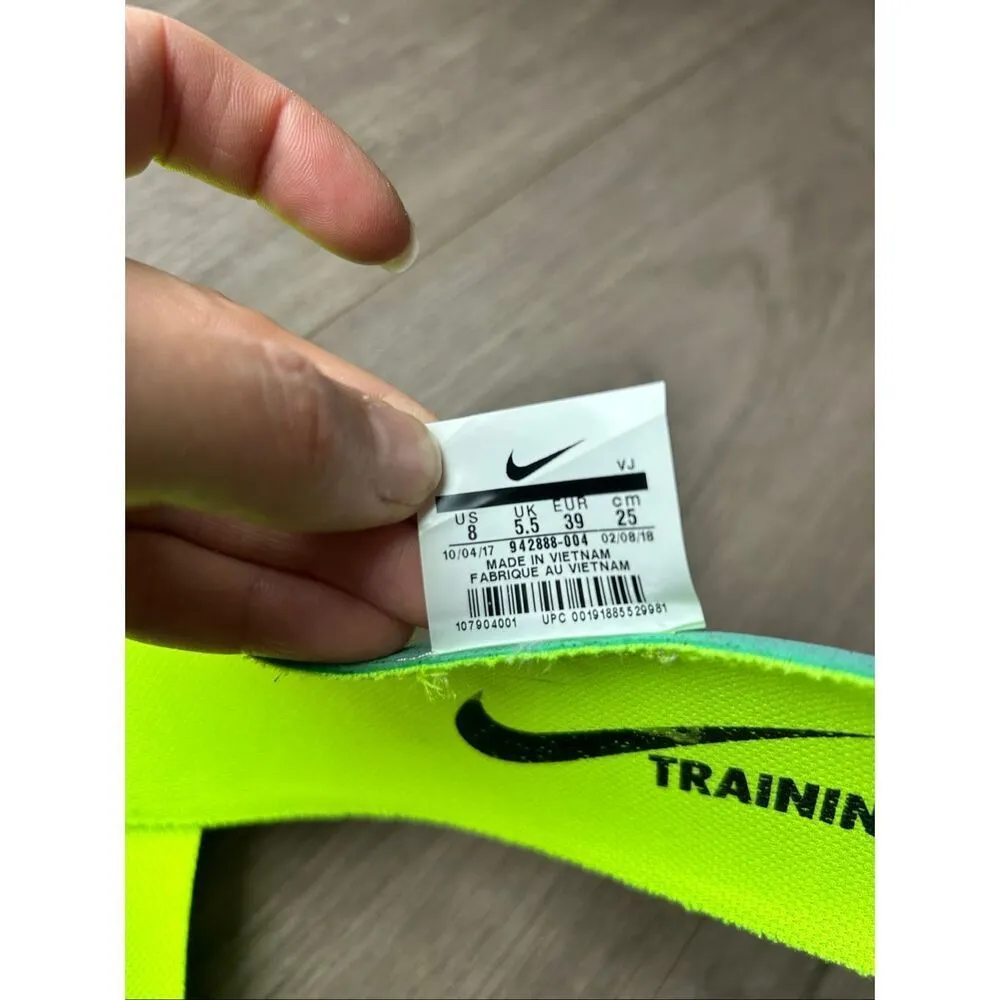 VJ
US UK EUR cm
8 5.5 39 25
10/04/17 942888-004 02/08/18
MADE IN VIETNAM
FABRIQUE AU VIETNAM
107904001 UPC 00191885529981
TRAININ